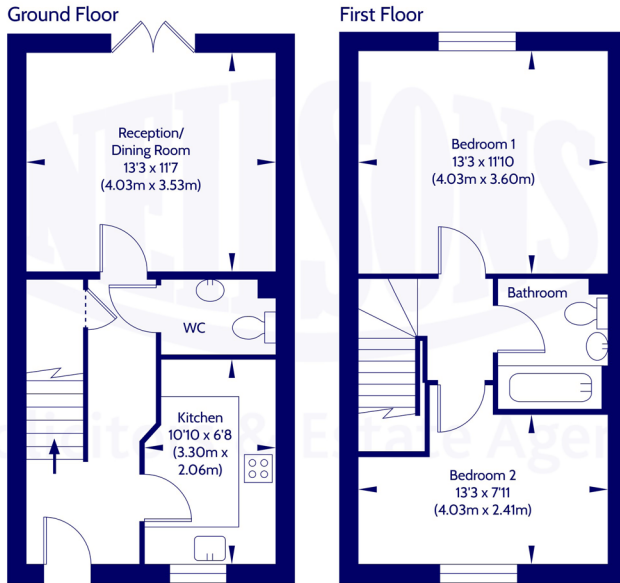 Ground Floor
First Floor
Reception/
Dining Room
13'3 x 11'7
(4.03m x 3.53m)
WC
Kitchen
10'10 x 6'8
(3.30m x
2.06m)
Bedroom 1
13'3 x 11'10
(4.03m x 3.60m)
Bathroom
Bedroom 2
13'3 x 7'11
(4.03m x 2.41m)
NEILSONS
& Estate Agen